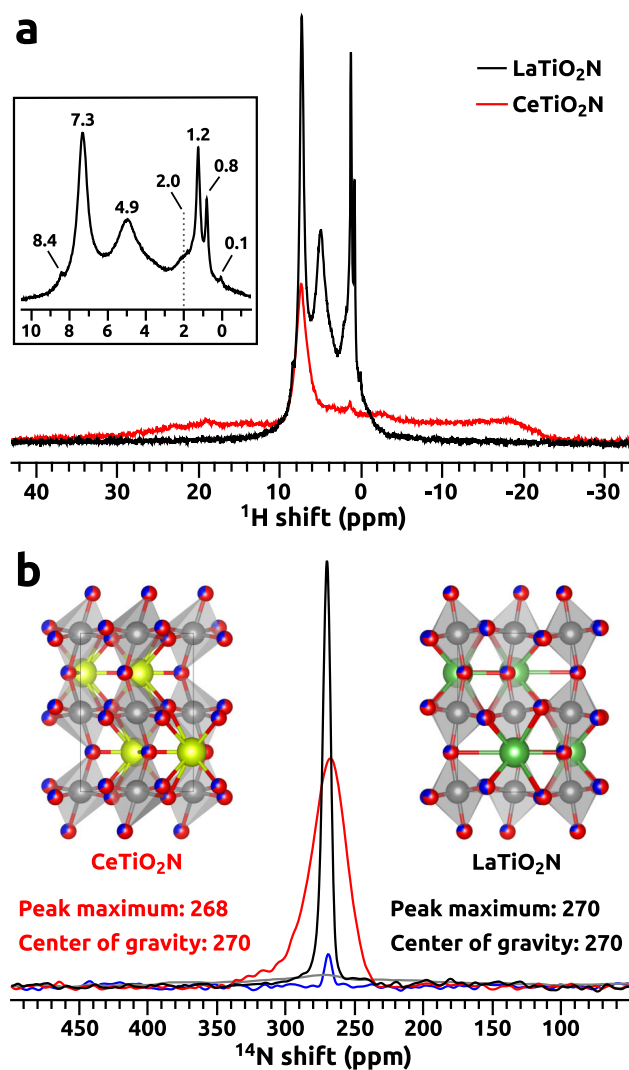 a
LaTiO₂N
CeTiO₂N
7.3
1.2
2.0
0.8
4.9
8.4
0.1
10 8 6 4 2 0
40 30 20 10 0 -10 -20 -30
¹H shift (ppm)
b
CeTiO₂N
LaTiO₂N
Peak maximum: 268
Center of gravity: 270
Peak maximum: 270
Center of gravity: 270
450 400 350 300 250 200 150 100
¹⁴N shift (ppm)